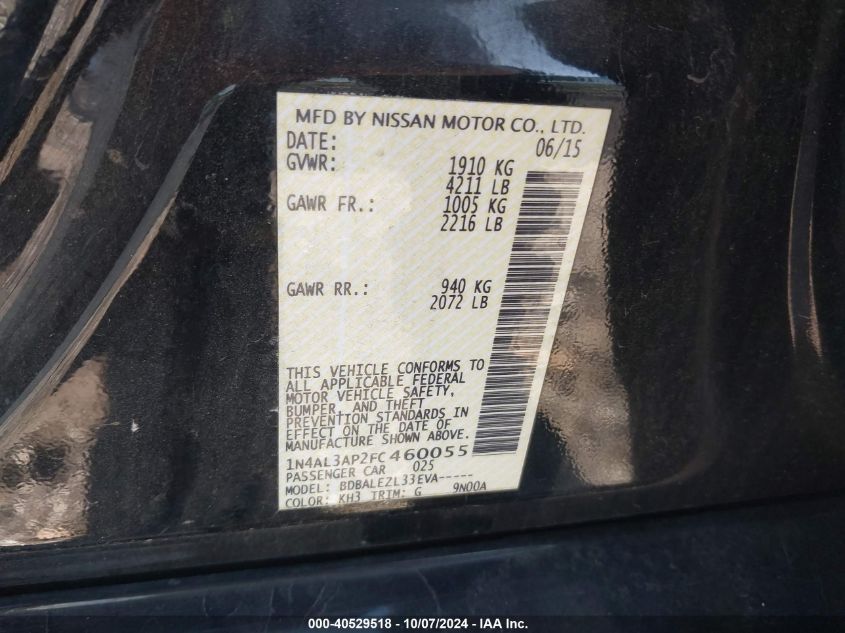 MFD BY NISSAN MOTOR CO., LTD.
DATE: 06/15
GVWR: 1910 KG
4211 LB
GAWR FR.: 1005 KG
2216 LB
GAWR RR.: 940 KG
2072 LB
THIS VEHICLE CONFORMS TO
ALL APPLICABLE FEDERAL
MOTOR VEHICLE SAFETY,
BUMPER, AND THEFT
PREVENTION STANDARDS IN
EFFECT ON THE DATE OF
MANUFACTURE SHOWN ABOVE.
1N4AL3AP2FC460055
PASSENGER CAR 025
MODEL: BDBALEZL33EVA-----
COLOR: KH3 TRIM: G 9N00A
000-40529518 - 10/07/2024 - IAA Inc.